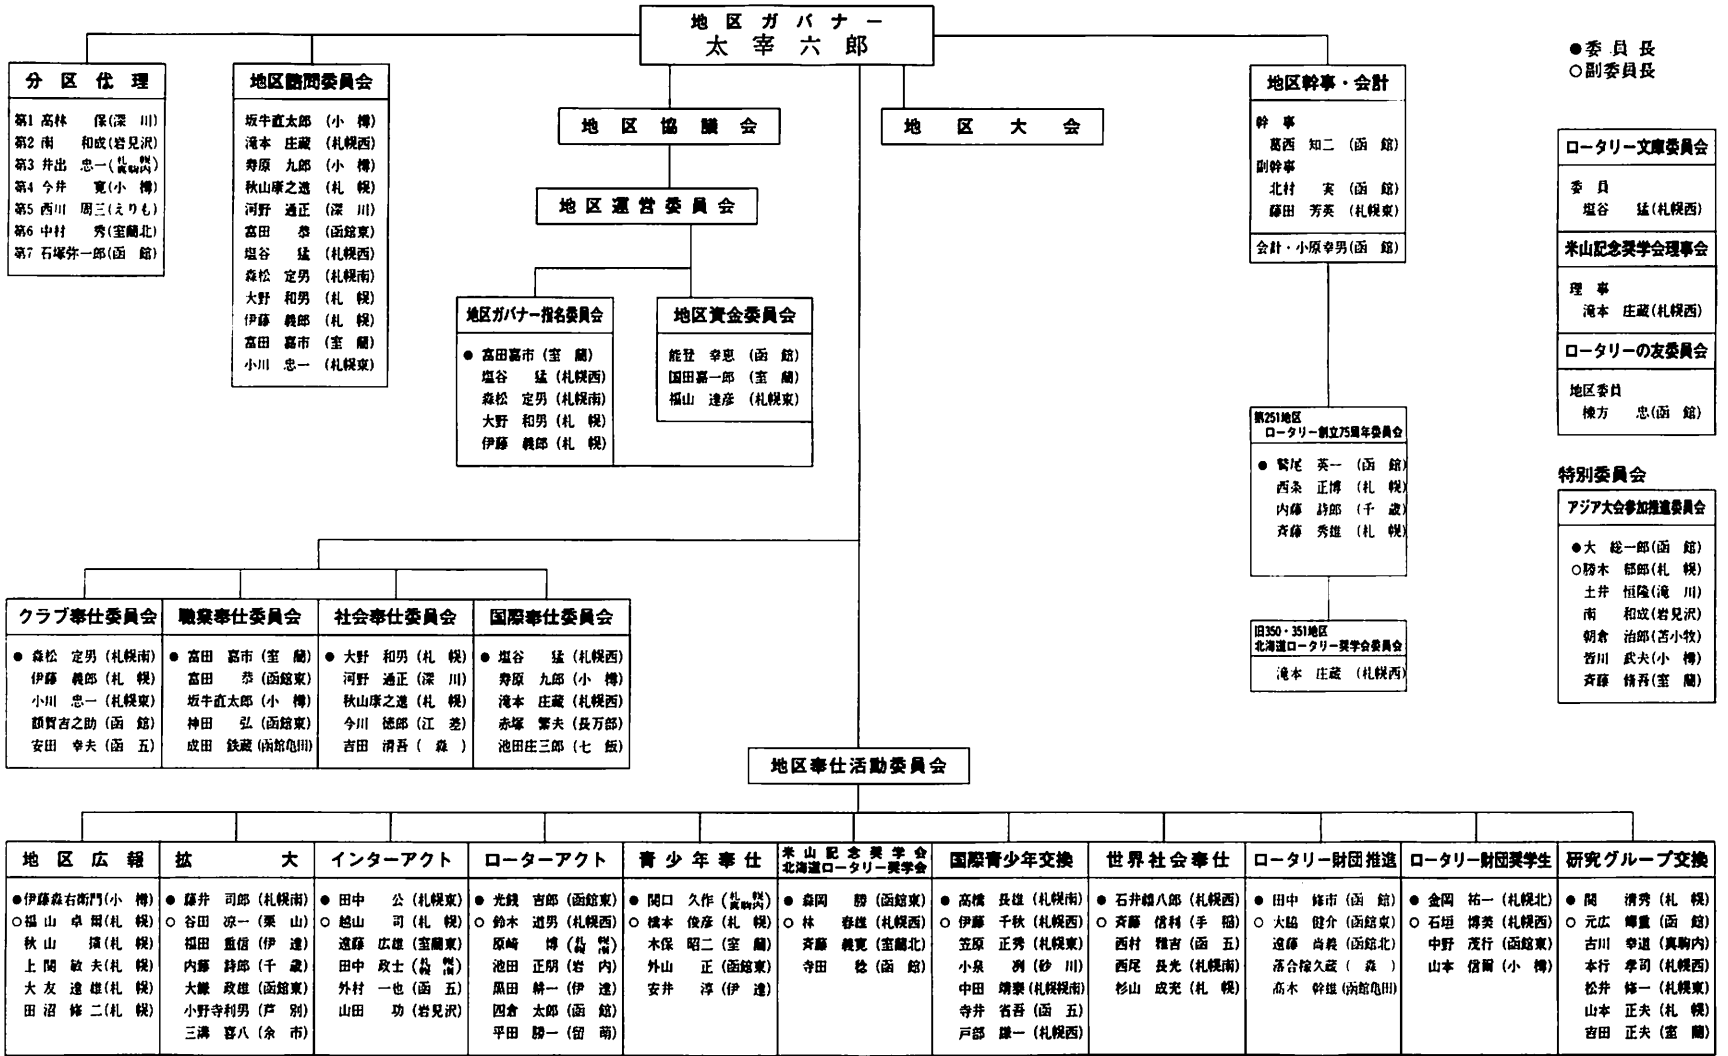 地区ガバナー
太宰六郎
●委員長
○副委員長
分区代理
第1 高林 保(深 川)
第2 南 和成(岩見沢)
第3 井出 忠一(札幌真駒内)
第4 今井 寛(小 樽)
第5 西川 周三(えりも)
第6 中村 秀(室蘭北)
第7 石塚弥一郎(函 館)
地区諮問委員会
坂牛直太郎 (小 樽)
滝本 庄蔵 (札幌西)
寿原 九郎 (小 樽)
秋山康之進 (札 幌)
河野 通正 (深 川)
富田 恭 (函館東)
塩谷 猛 (札幌西)
森松 定男 (札幌南)
大野 和男 (札 幌)
伊藤 義郎 (札 幌)
富田 嘉市 (室 蘭)
小川 忠一 (札幌東)
地区協議会
地区大会
地区運営委員会
地区ガバナー指名委員会
● 富田嘉市 (室 蘭)
塩谷 猛 (札幌西)
森松 定男 (札幌南)
大野 和男 (札 幌)
伊藤 義郎 (札 幌)
地区資金委員会
能登 幸恵 (函 館)
国田嘉一郎 (室 蘭)
福山 達彦 (札幌東)
地区幹事・会計
幹 事
葛西 知二 (函 館)
副幹事
北村 実 (函 館)
藤田 芳英 (札幌東)
会計・小原幸男(函 館)
第251地区
ロータリー創立75周年委員会
● 鷲尾 英一 (函 館)
西条 正博 (札 幌)
内藤 詩郎 (千 歳)
斉藤 秀雄 (札 幌)
旧350・351地区
北海道ロータリー奨学会委員会
滝本 庄蔵 (札幌西)
ロータリー文庫委員会
委 員
塩谷 猛(札幌西)
米山記念奨学会理事会
理 事
滝本 庄蔵(札幌西)
ロータリーの友委員会
地区委員
棟方 忠(函 館)
特別委員会
アジア大会参加推進委員会
●大 総一郎(函 館)
○勝木 郁郎(札 幌)
土井 恒隆(滝 川)
南 和成(岩見沢)
朝倉 治郎(苫小牧)
皆川 武夫(小 樽)
斉藤 脩吾(室 蘭)
クラブ奉仕委員会
● 森松 定男 (札幌南)
伊藤 義郎 (札 幌)
小川 忠一 (札幌東)
額賀吉之助 (函 館)
安田 幸夫 (函 五)
職業奉仕委員会
● 富田 嘉市 (室 蘭)
富田 恭 (函館東)
坂牛直太郎 (小 樽)
神田 弘 (函館東)
成田 鉄蔵 (函館亀田)
社会奉仕委員会
● 大野 和男 (札 幌)
河野 通正 (深 川)
秋山康之進 (札 幌)
今川 徳郎 (江 差)
吉田 清吾 ( 森 )
国際奉仕委員会
● 塩谷 猛 (札幌西)
寿原 九郎 (小 樽)
滝本 庄蔵 (札幌西)
赤塚 繁夫 (長万部)
池田庄三郎 (七 飯)
地区奉仕活動委員会
地区広報
●伊藤森右衛門(小 樽)
○福山 卓爾(札 幌)
秋山 (札 幌)
上関 敏夫(札 幌)
大友 達雄(札 幌)
田沼 修二(札 幌)
拡 大
● 藤井 司郎 (札幌南)
○ 谷田 凉一 (栗 山)
福田 重信 (伊 達)
内藤 詩郎 (千 歳)
大鎌 政雄 (函館東)
小野寺利男 (芦 別)
三溝 喜八 (余 市)
インターアクト
● 田中 公 (札幌東)
○ 越山 司 (札 幌)
遠藤 広雄 (室蘭東)
田中 政士 (札幌幌南)
外村 一也 (函 五)
山田 功 (岩見沢)
ローターアクト
● 光銭 吉郎 (函館東)
○ 鈴木 道男 (札幌西)
原崎 博 (札幌幌南)
池田 正明 (岩 内)
黒田 耕一 (伊 達)
四倉 太郎 (函 館)
平田 勝一 (留 萌)
青少年奉仕
● 関口 久作 (札幌真駒内)
○ 橋本 俊彦 (札 幌)
木保 昭二 (室 蘭)
外山 正 (函館東)
安井 淳 (伊 達)
米山記念奨学会
北海道ロータリー奨学会
● 森岡 勝 (函館東)
○ 林 春雄 (札幌南)
斉藤 義寛 (室蘭北)
寺田 稔 (函 館)
国際青少年交換
● 高橋 長雄 (札幌南)
○ 伊藤 千秋 (札幌西)
笠原 正秀 (札幌東)
小泉 冽 (砂 川)
中田 靖泰 (札幌幌南)
寺井 省吾 (函 五)
戸部 謙一 (札幌西)
世界社会奉仕
● 石井幡八郎 (札幌西)
○ 斉藤 信利 (手 稲)
西村 雅吉 (函 五)
西尾 長光 (札幌南)
杉山 成充 (札 幌)
ロータリー財団推進
● 田中 修市 (函 館)
○ 大脇 健介 (函館東)
遠藤 尚義 (函館北)
落合 久蔵 ( 森 )
高木 幹雄 (函館亀田)
ロータリー財団奨学生
● 金岡 祐一 (札幌北)
○ 石垣 博美 (札幌西)
中野 茂行 (函館東)
山本 信爾 (小 樽)
研究グループ交換
● 関 清秀 (札 幌)
○ 元広 輝重 (函 館)
古川 幸道 (真駒内)
本行 孝司 (札幌西)
松井 修一 (札幌東)
山本 正夫 (札 幌)
吉田 正夫 (室 蘭)